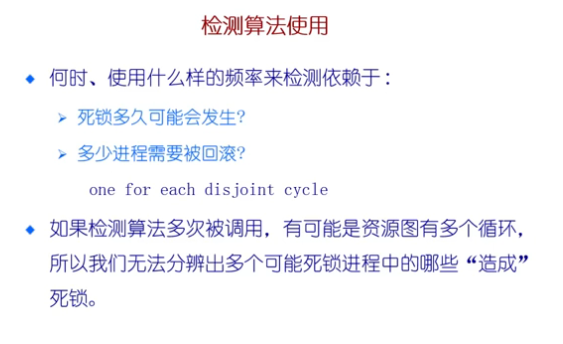 检测算法使用
何时、使用什么样的频率来检测依赖于：
死锁多久可能会发生？
多少进程需要被回滚？
one for each disjoint cycle
如果检测算法多次被调用，有可能是资源图有多个循环，
所以我们无法分辨出多个可能死锁进程中的哪些“造成”
死锁。